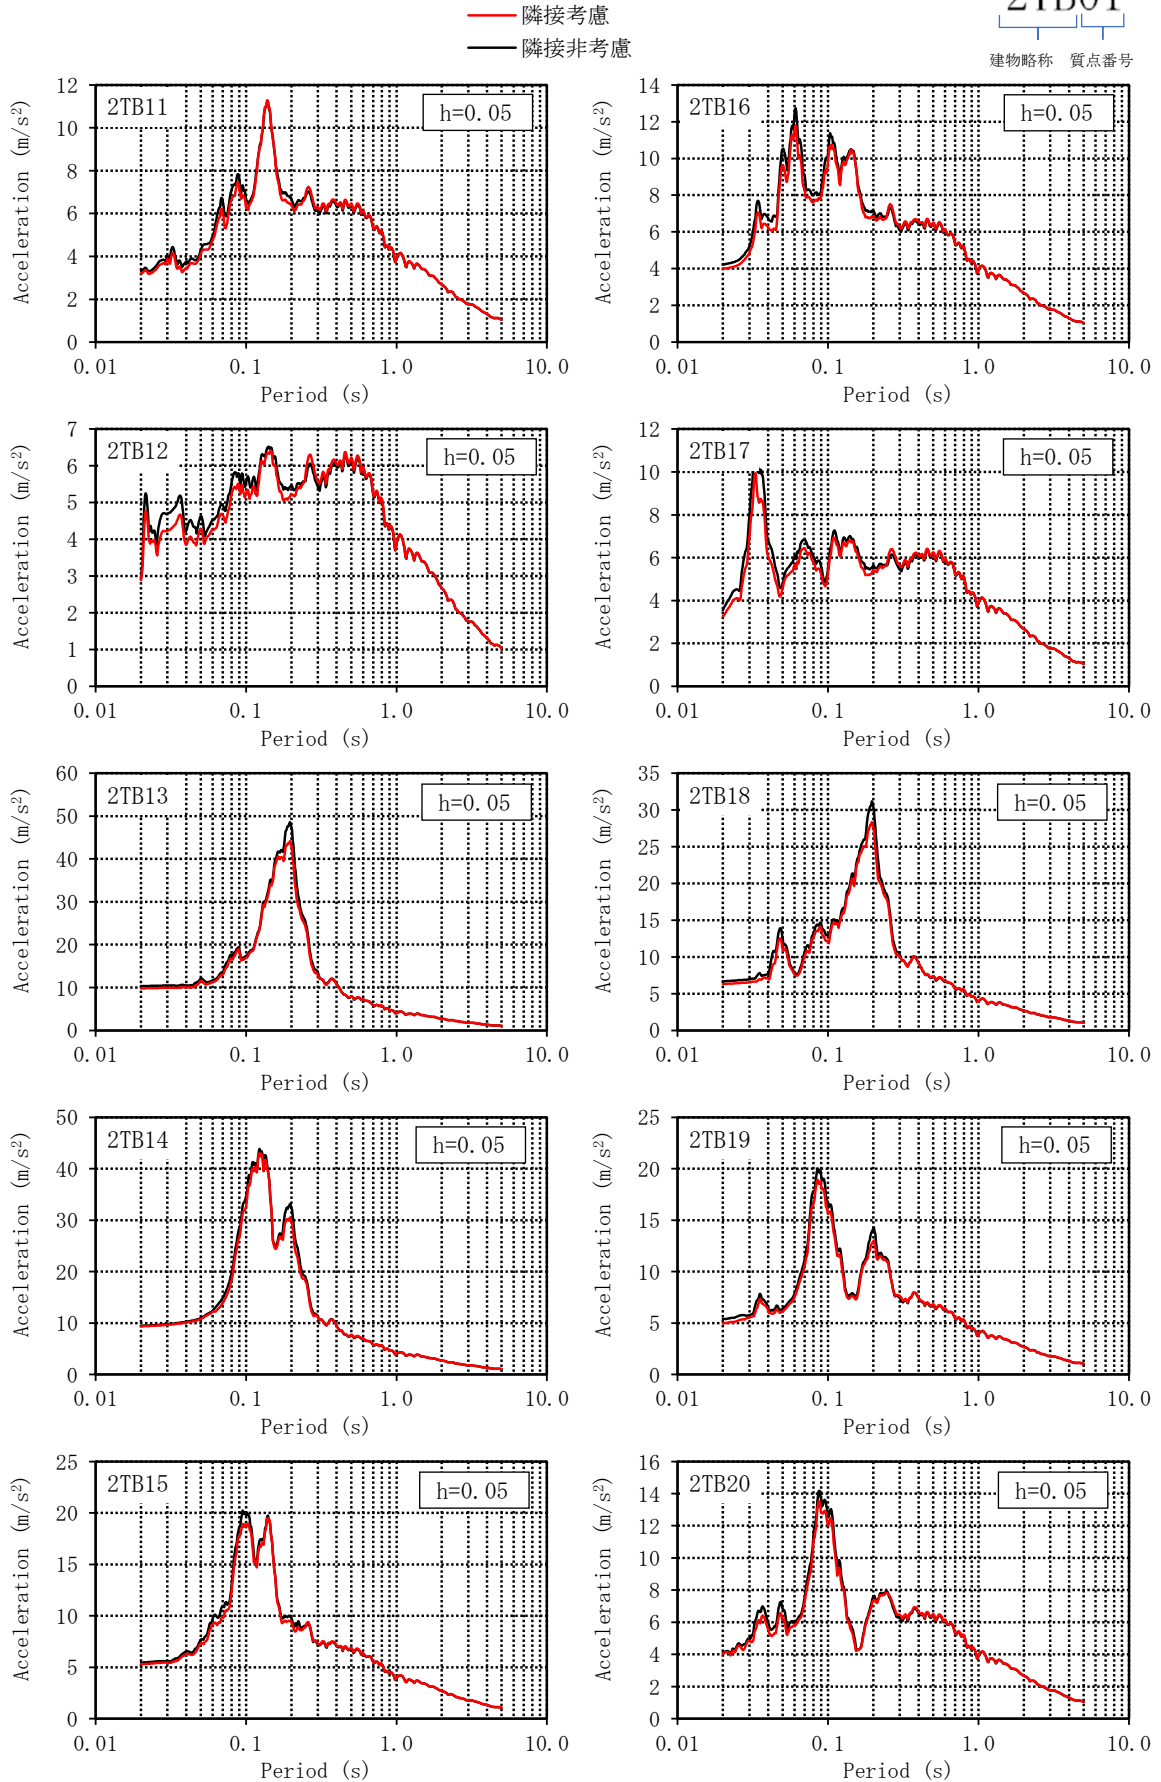 隣接考慮
隣接非考慮
2TB01
建物略称 質点番号
2TB11
h=0.05
Acceleration (m/s²)
12
10
8
6
4
2
0
0.01 0.1 1.0 10.0
Period (s)
2TB16
h=0.05
Acceleration (m/s²)
14
12
10
8
6
4
2
0
0.01 0.1 1.0 10.0
Period (s)
2TB12
h=0.05
Acceleration (m/s²)
7
6
5
4
3
2
1
0
0.01 0.1 1.0 10.0
Period (s)
2TB17
h=0.05
Acceleration (m/s²)
12
10
8
6
4
2
0
0.01 0.1 1.0 10.0
Period (s)
2TB13
h=0.05
Acceleration (m/s²)
60
50
40
30
20
10
0
0.01 0.1 1.0 10.0
Period (s)
2TB18
h=0.05
Acceleration (m/s²)
35
30
25
20
15
10
5
0
0.01 0.1 1.0 10.0
Period (s)
2TB14
h=0.05
Acceleration (m/s²)
50
40
30
20
10
0
0.01 0.1 1.0 10.0
Period (s)
2TB19
h=0.05
Acceleration (m/s²)
25
20
15
10
5
0
0.01 0.1 1.0 10.0
Period (s)
2TB15
h=0.05
Acceleration (m/s²)
25
20
15
10
5
0
0.01 0.1 1.0 10.0
Period (s)
2TB20
h=0.05
Acceleration (m/s²)
16
14
12
10
8
6
4
2
0
0.01 0.1 1.0 10.0
Period (s)